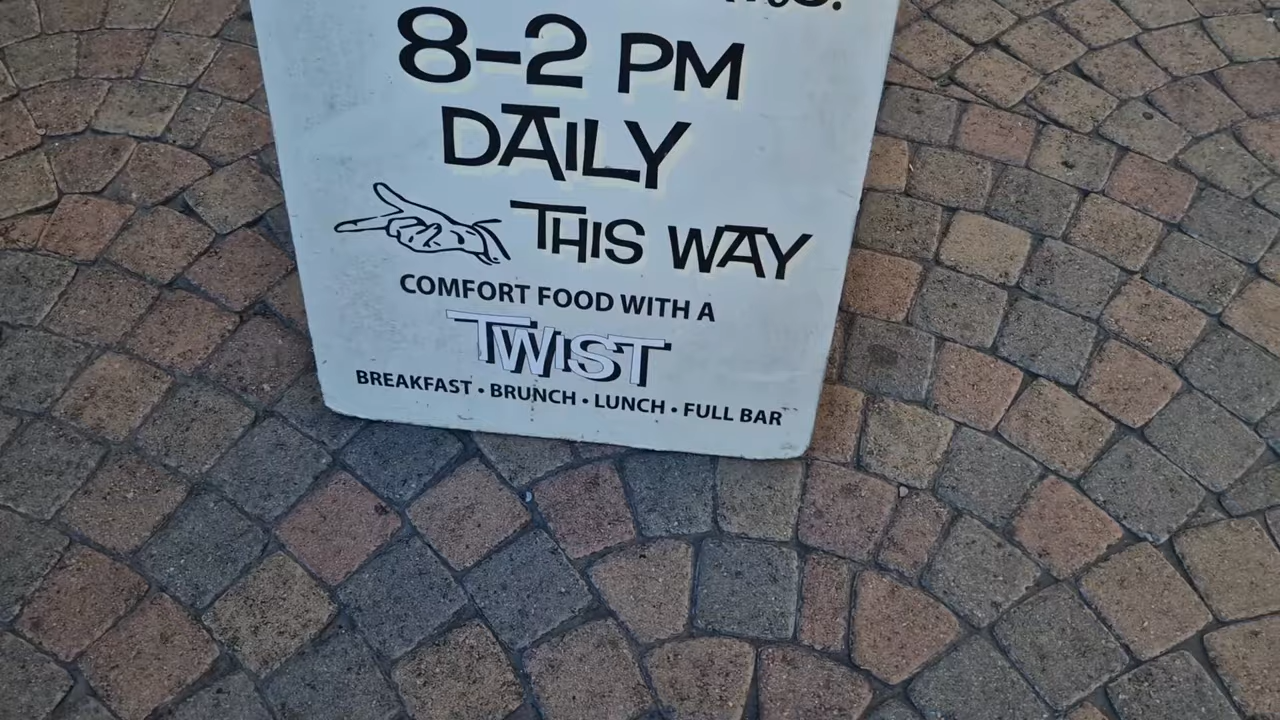 8-2 PM
DAILY
THIS WAY
COMFORT FOOD WITH A
TWIST
BREAKFAST • BRUNCH • LUNCH • FULL BAR